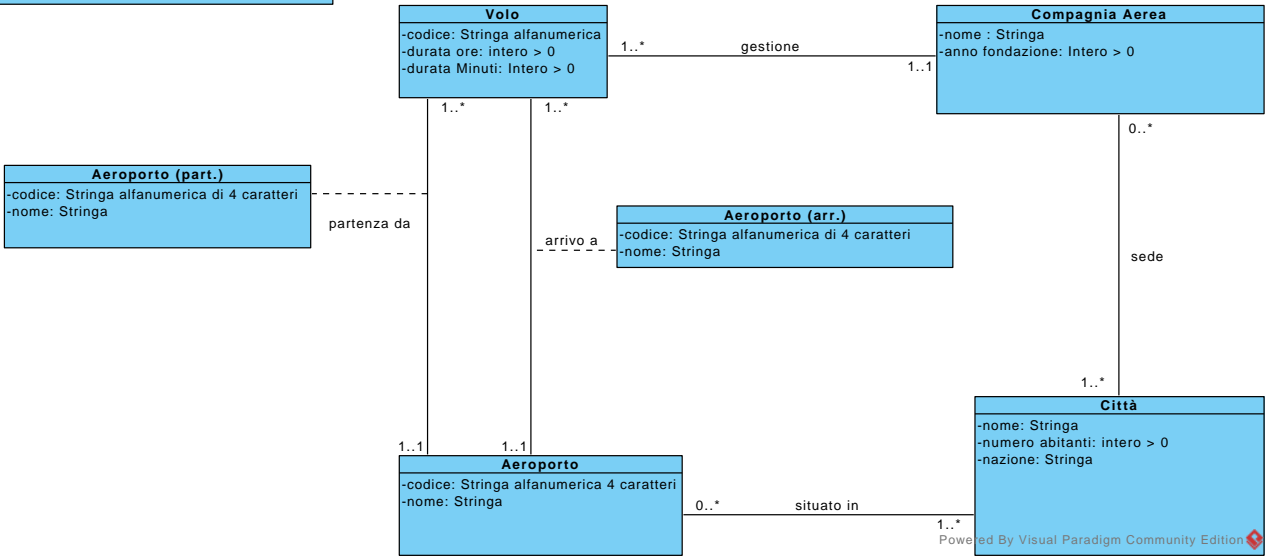 Volo
-codice: Stringa alfanumerica
-durata ore: intero > 0
-durata Minuti: Intero > 0
Compagnia Aerea
-nome : Stringa
-anno fondazione: Intero > 0
1..*
gestione
1..1
1..*
1..*
0..*
Aeroporto (part.)
-codice: Stringa alfanumerica di 4 caratteri
-nome: Stringa
partenza da
Aeroporto (arr.)
-codice: Stringa alfanumerica di 4 caratteri
-nome: Stringa
arrivo a
sede
1..*
Città
-nome: Stringa
-numero abitanti: intero > 0
-nazione: Stringa
1..1
1..1
Aeroporto
-codice: Stringa alfanumerica 4 caratteri
-nome: Stringa
0..*
situato in
1..*
Powered By Visual Paradigm Community Edition